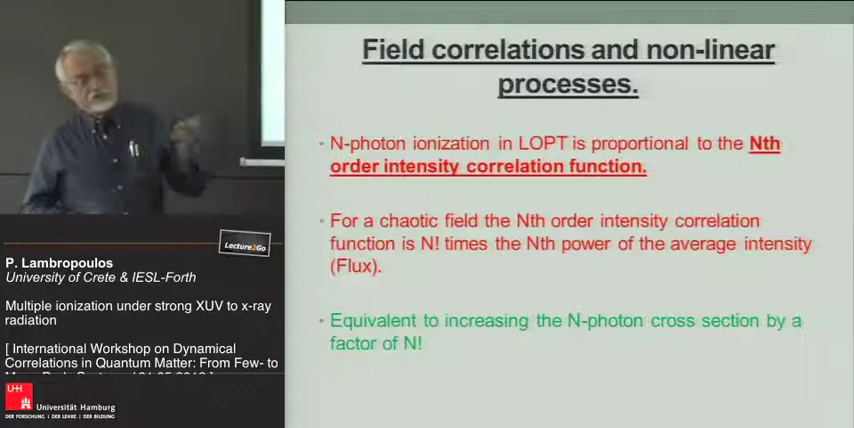 Field correlations and non-linear
processes.
• N-photon ionization in LOPT is proportional to the Nth
order intensity correlation function.
• For a chaotic field the Nth order intensity correlation
function is N! times the Nth power of the average intensity
(Flux).
• Equivalent to increasing the N-photon cross section by a
factor of N!
Lecture2Go
P. Lambropoulos
University of Crete & IESL-Forth
Multiple ionization under strong XUV to x-ray
radiation
[ International Workshop on Dynamical
Correlations in Quantum Matter: From Few- to
UH
Universität Hamburg
DER FORSCHUNG | DER LEHRE | DER BILDUNG